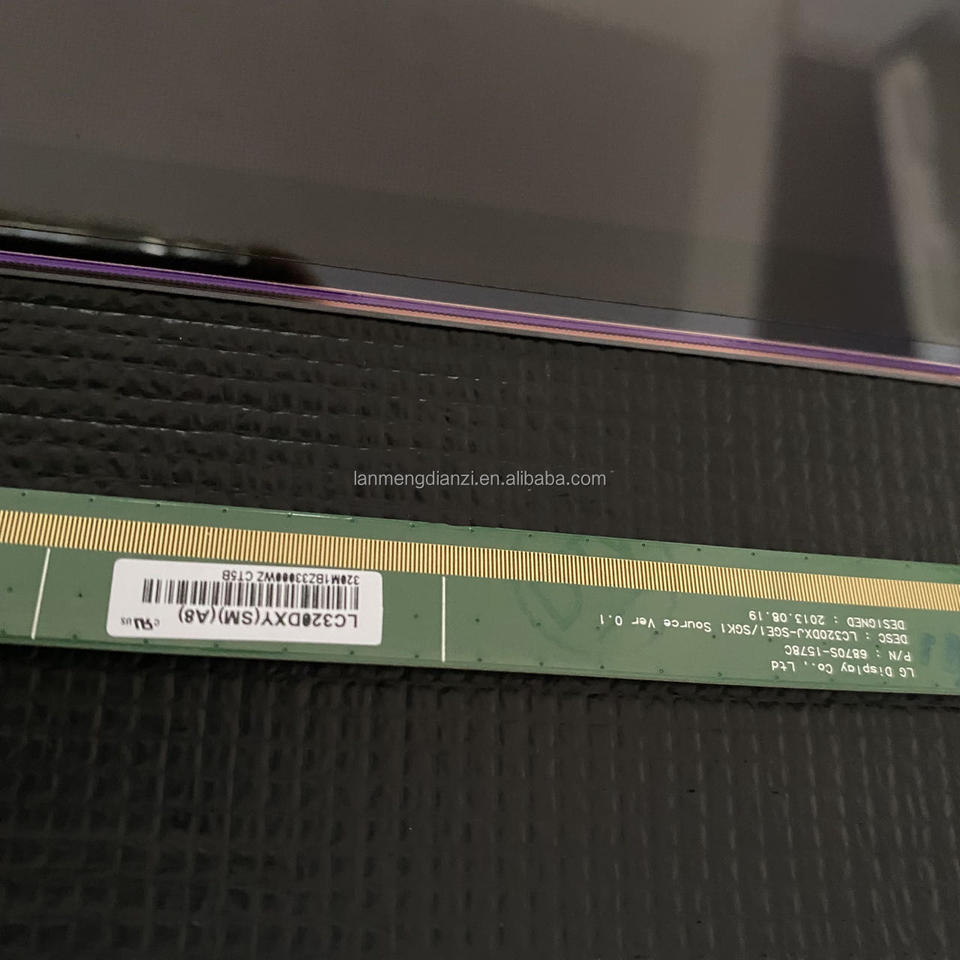 lanmengdianzi.en.alibaba.com
LG Display Co., Ltd
P/N : 6870S-1578C
DESC : LC320DXJ-SGE1/SGK1 Source Ver 0.1
DESIGNED : 2013.08.19
LC320DXY(SM)(A8)
320M1BZ33000WZ CT5B